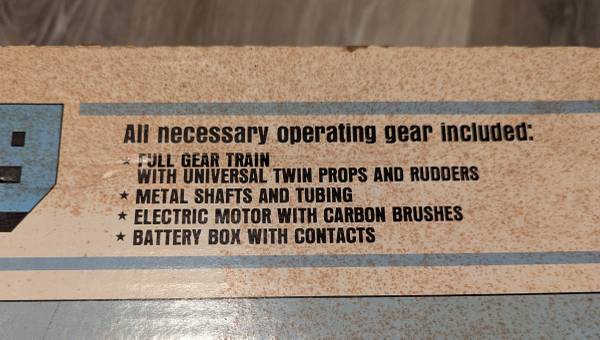 All necessary operating gear included:
★ FULL GEAR TRAIN
WITH UNIVERSAL TWIN PROPS AND RUDDERS
★ METAL SHAFTS AND TUBING
★ ELECTRIC MOTOR WITH CARBON BRUSHES
★ BATTERY BOX WITH CONTACTS